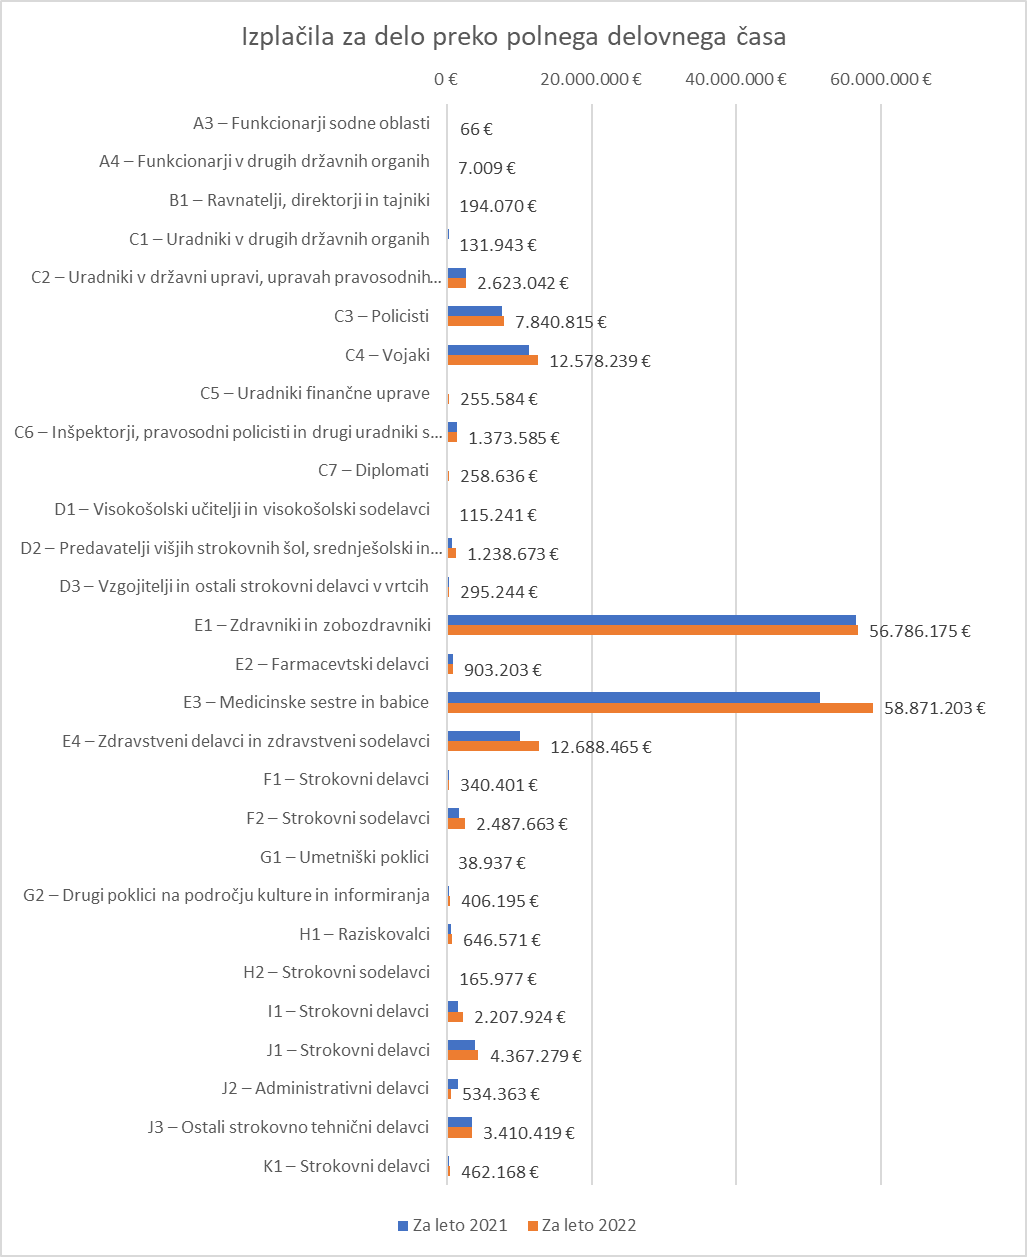 Izplačila za delo preko polnega delovnega časa
0 € 20.000.000 € 40.000.000 € 60.000.000 €
A3 – Funkcionarji sodne oblasti 66 €
A4 – Funkcionarji v drugih državnih organih 7.009 €
B1 – Ravnatelji, direktorji in tajniki 194.070 €
C1 – Uradniki v drugih državnih organih 131.943 €
C2 – Uradniki v državni upravi, upravah pravosodnih… 2.623.042 €
C3 – Policisti 7.840.815 €
C4 – Vojaki 12.578.239 €
C5 – Uradniki finančne uprave 255.584 €
C6 – Inšpektorji, pravosodni policisti in drugi uradniki s… 1.373.585 €
C7 – Diplomati 258.636 €
D1 – Visokošolski učitelji in visokošolski sodelavci 115.241 €
D2 – Predavatelji višjih strokovnih šol, srednješolski in… 1.238.673 €
D3 – Vzgojitelji in ostali strokovni delavci v vrtcih 295.244 €
E1 – Zdravniki in zobozdravniki 56.786.175 €
E2 – Farmacevtski delavci 903.203 €
E3 – Medicinske sestre in babice 58.871.203 €
E4 – Zdravstveni delavci in zdravstveni sodelavci 12.688.465 €
F1 – Strokovni delavci 340.401 €
F2 – Strokovni sodelavci 2.487.663 €
G1 – Umetniški poklici 38.937 €
G2 – Drugi poklici na področju kulture in informiranja 406.195 €
H1 – Raziskovalci 646.571 €
H2 – Strokovni sodelavci 165.977 €
I1 – Strokovni delavci 2.207.924 €
J1 – Strokovni delavci 4.367.279 €
J2 – Administrativni delavci 534.363 €
J3 – Ostali strokovno tehnični delavci 3.410.419 €
K1 – Strokovni delavci 462.168 €
Za leto 2021 Za leto 2022